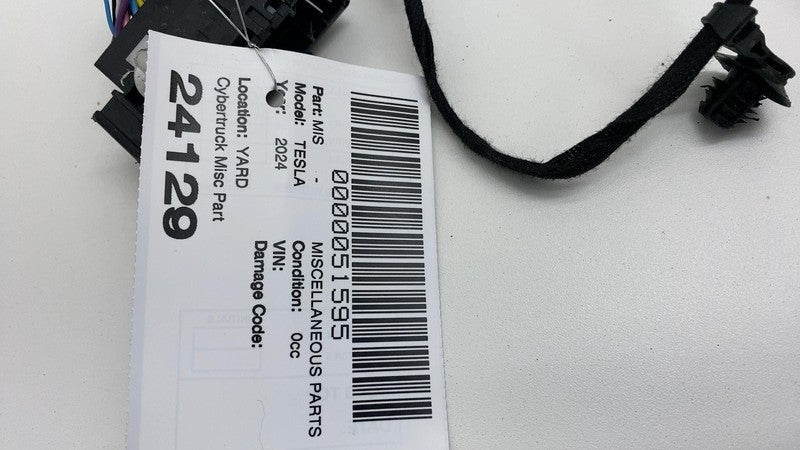 0000051595
Part: MIS - MISCELLANEOUS PARTS
Model: TESLA Condition: 0cc
Year: 2024 VIN:
Damage Code:
Location: YARD
Cybertruck Misc Part
24129